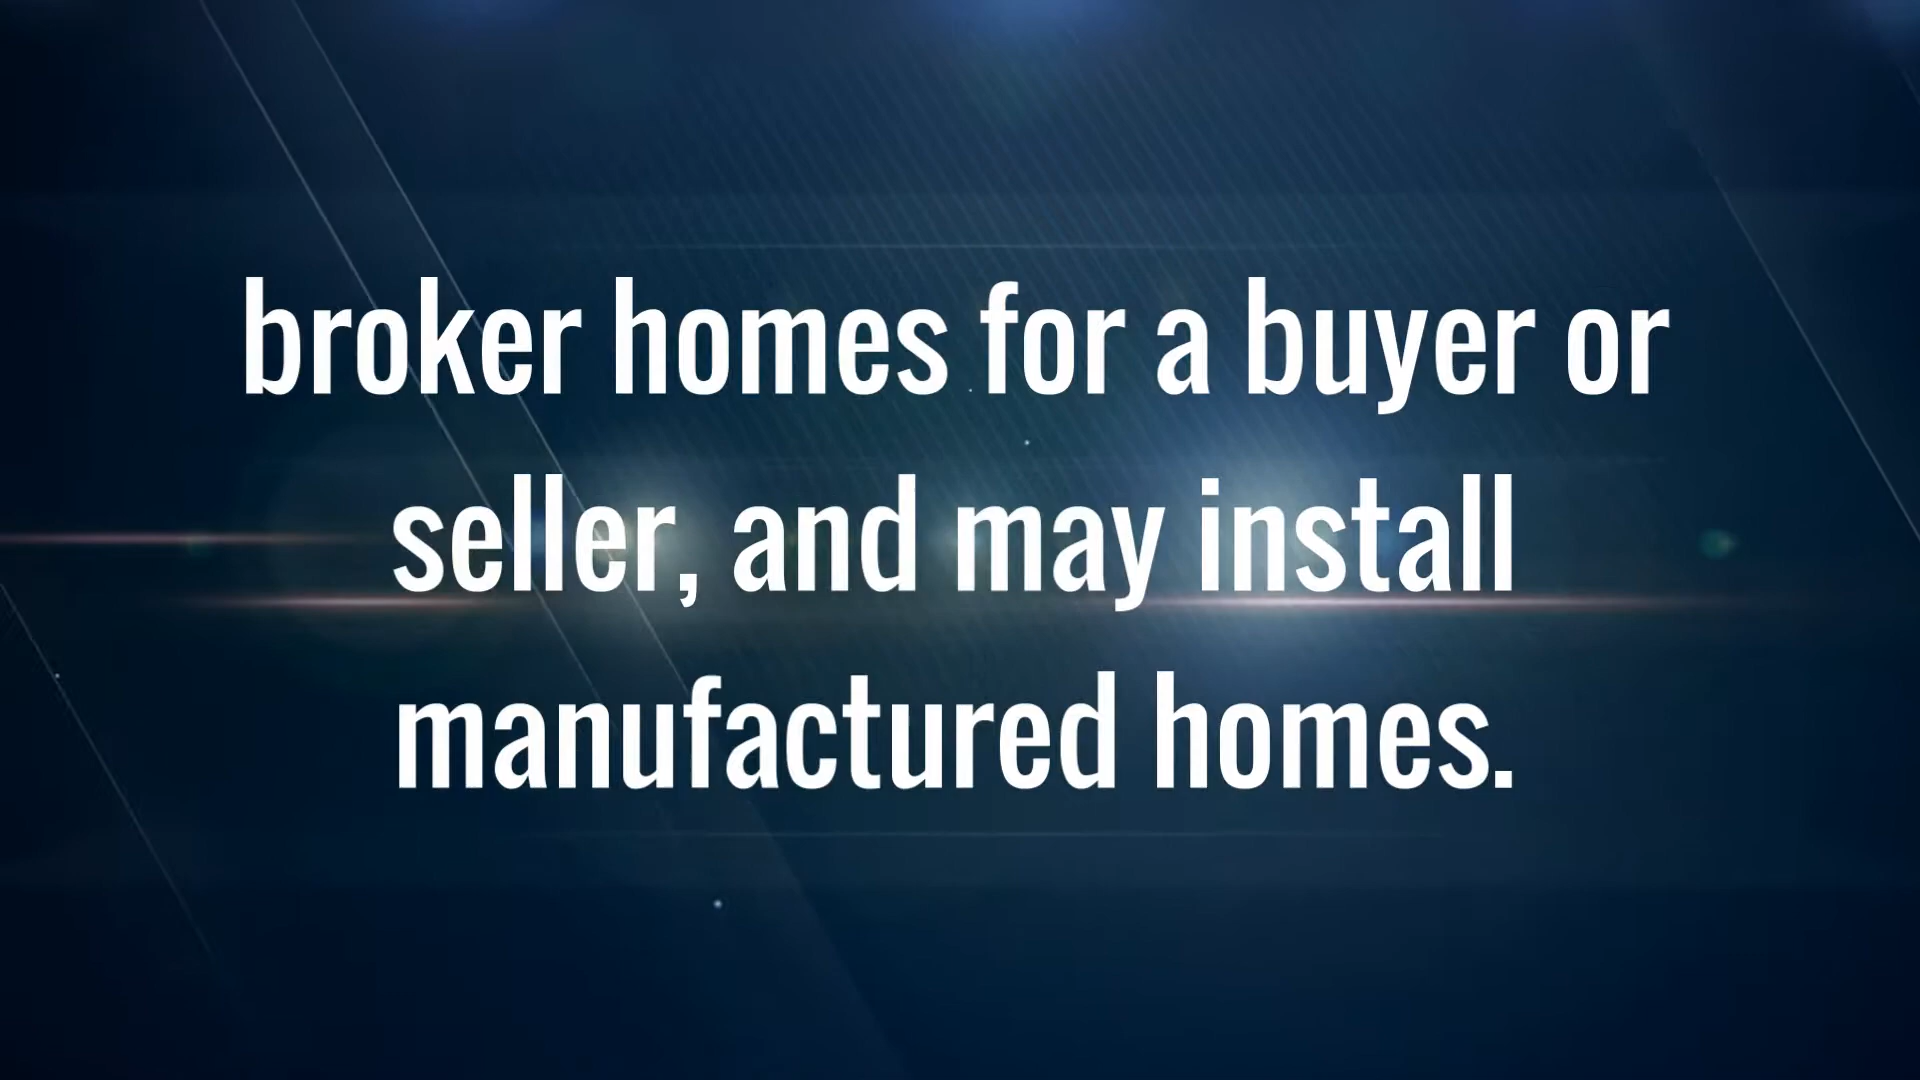 broker homes for a buyer or
seller, and may install
manufactured homes.